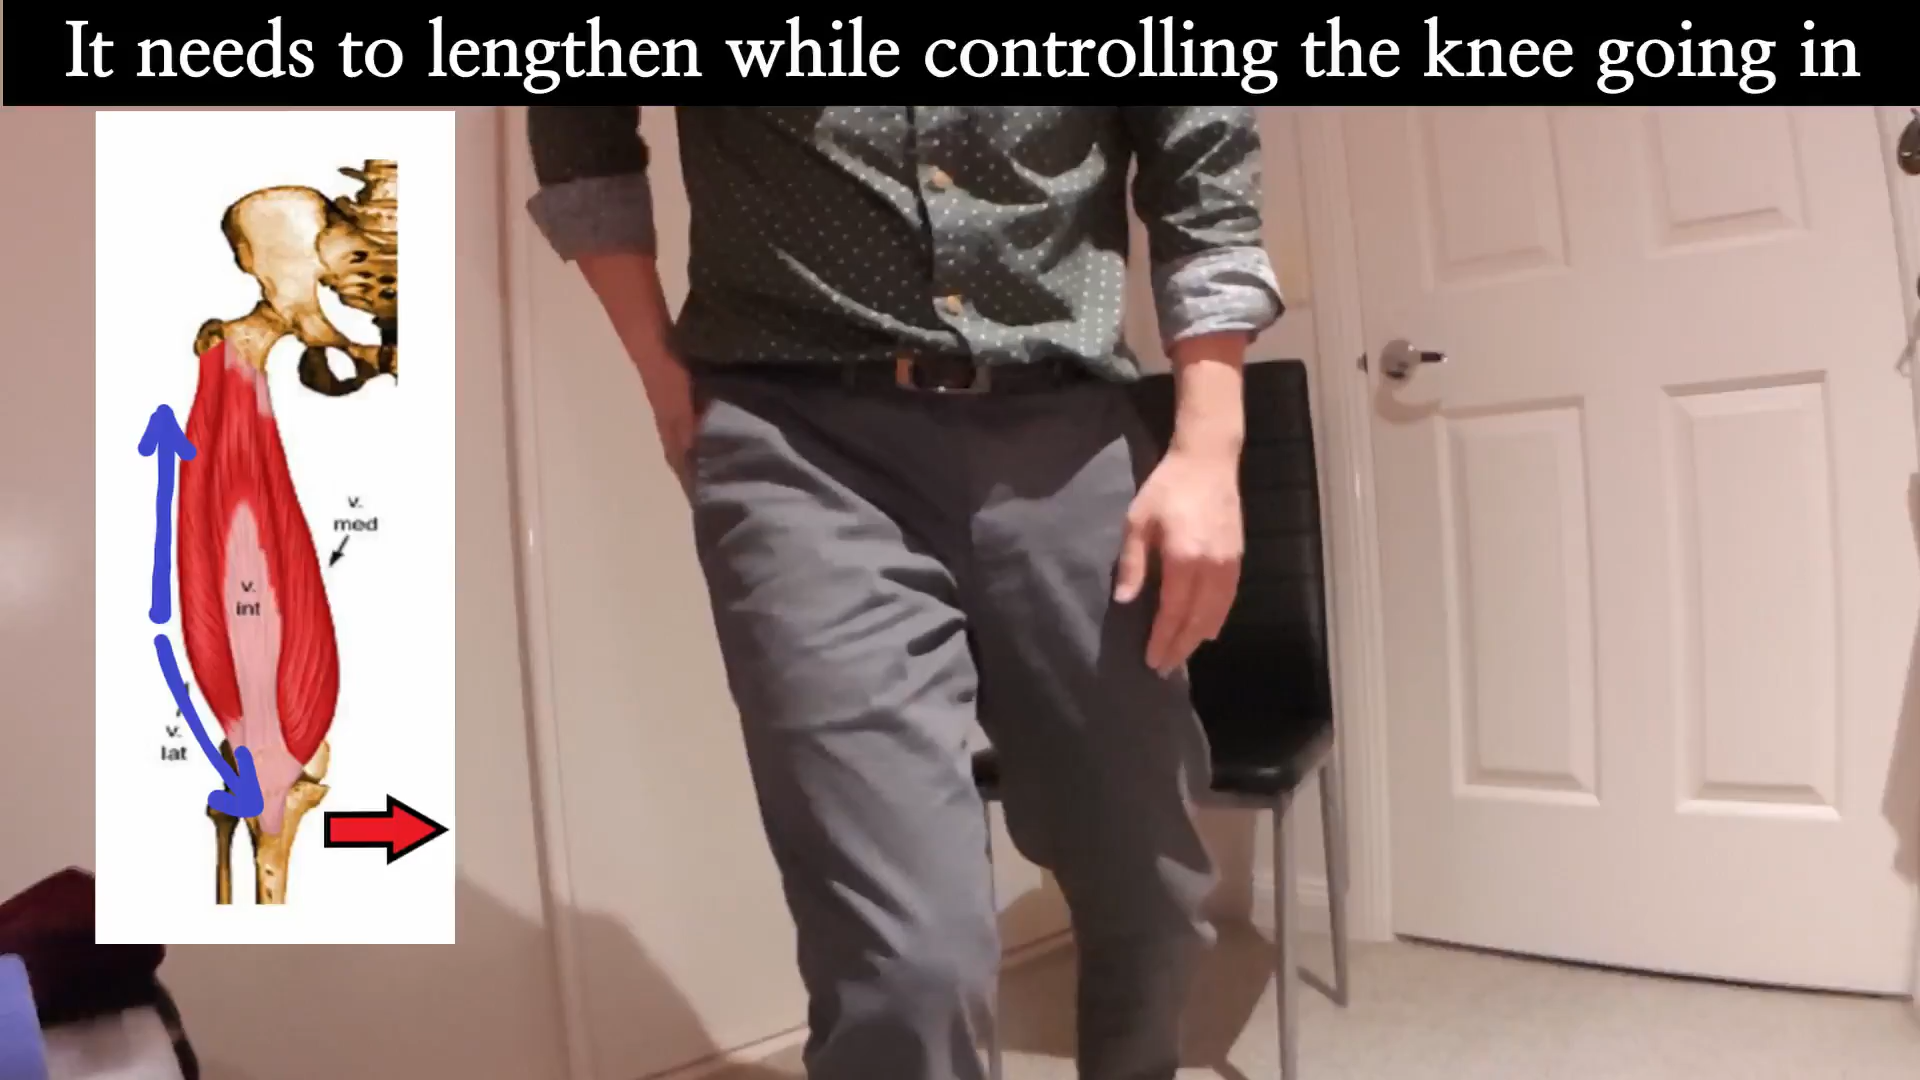 It needs to lengthen while controlling the knee going in
v.
med
v.
int
v.
lat